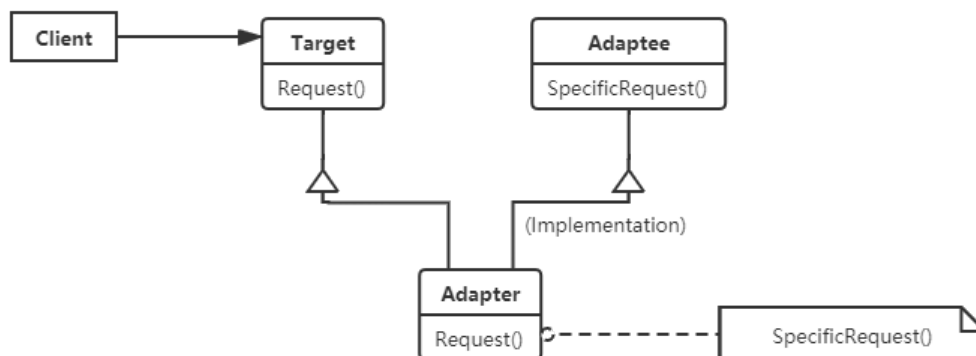 Client
Target
Request()
Adaptee
SpecificRequest()
(Implementation)
Adapter
Request()
SpecificRequest()